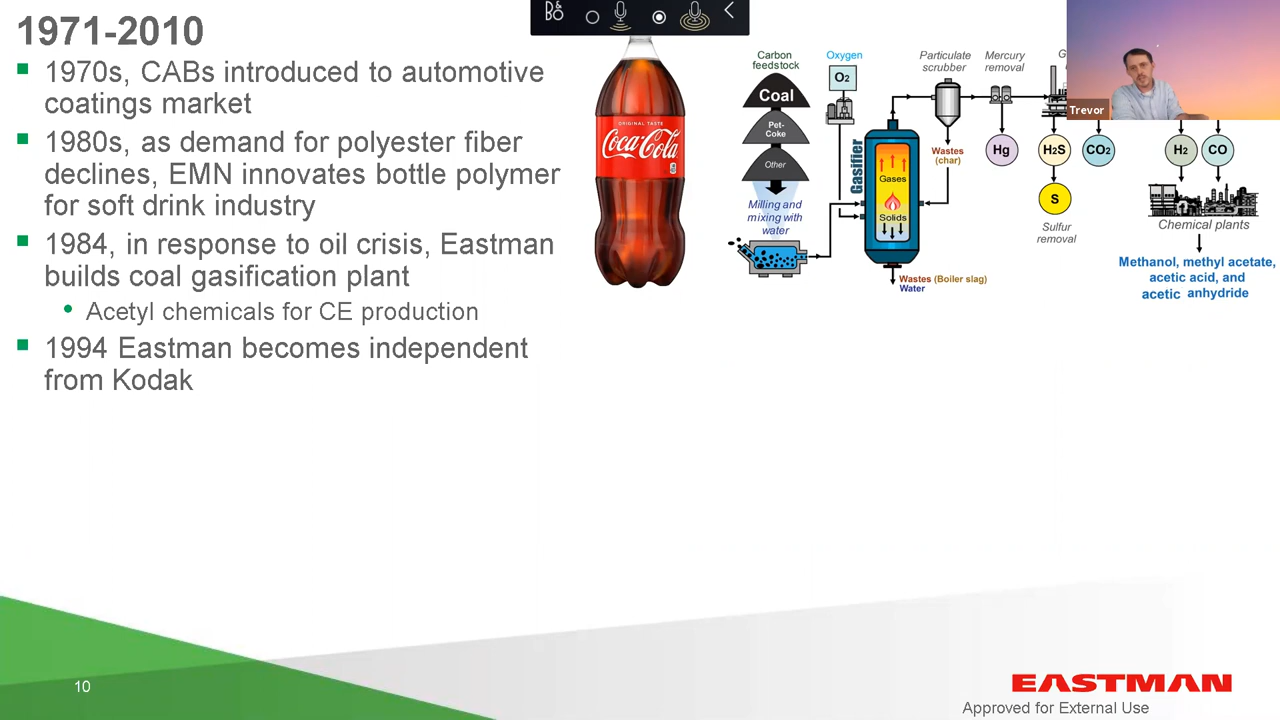 1971-2010
1970s, CABs introduced to automotive
coatings market
1980s, as demand for polyester fiber
declines, EMN innovates bottle polymer
for soft drink industry
1984, in response to oil crisis, Eastman
builds coal gasification plant
Acetyl chemicals for CE production
1994 Eastman becomes independent
from Kodak
B&O
ORIGINAL TASTE
Coca-Cola
Carbon
feedstock
Coal
Pet-
Coke
Other
Milling and
mixing with
water
Oxygen
O2
Gasifier
Gases
Solids
Wastes (Boiler slag)
Water
Particulate
scrubber
Wastes
(char)
Mercury
removal
Hg
H2S
S
Sulfur
removal
CO2
H2
CO
Chemical plants
Methanol, methyl acetate,
acetic acid, and
acetic anhydride
Trevor
10
EASTMAN
Approved for External Use